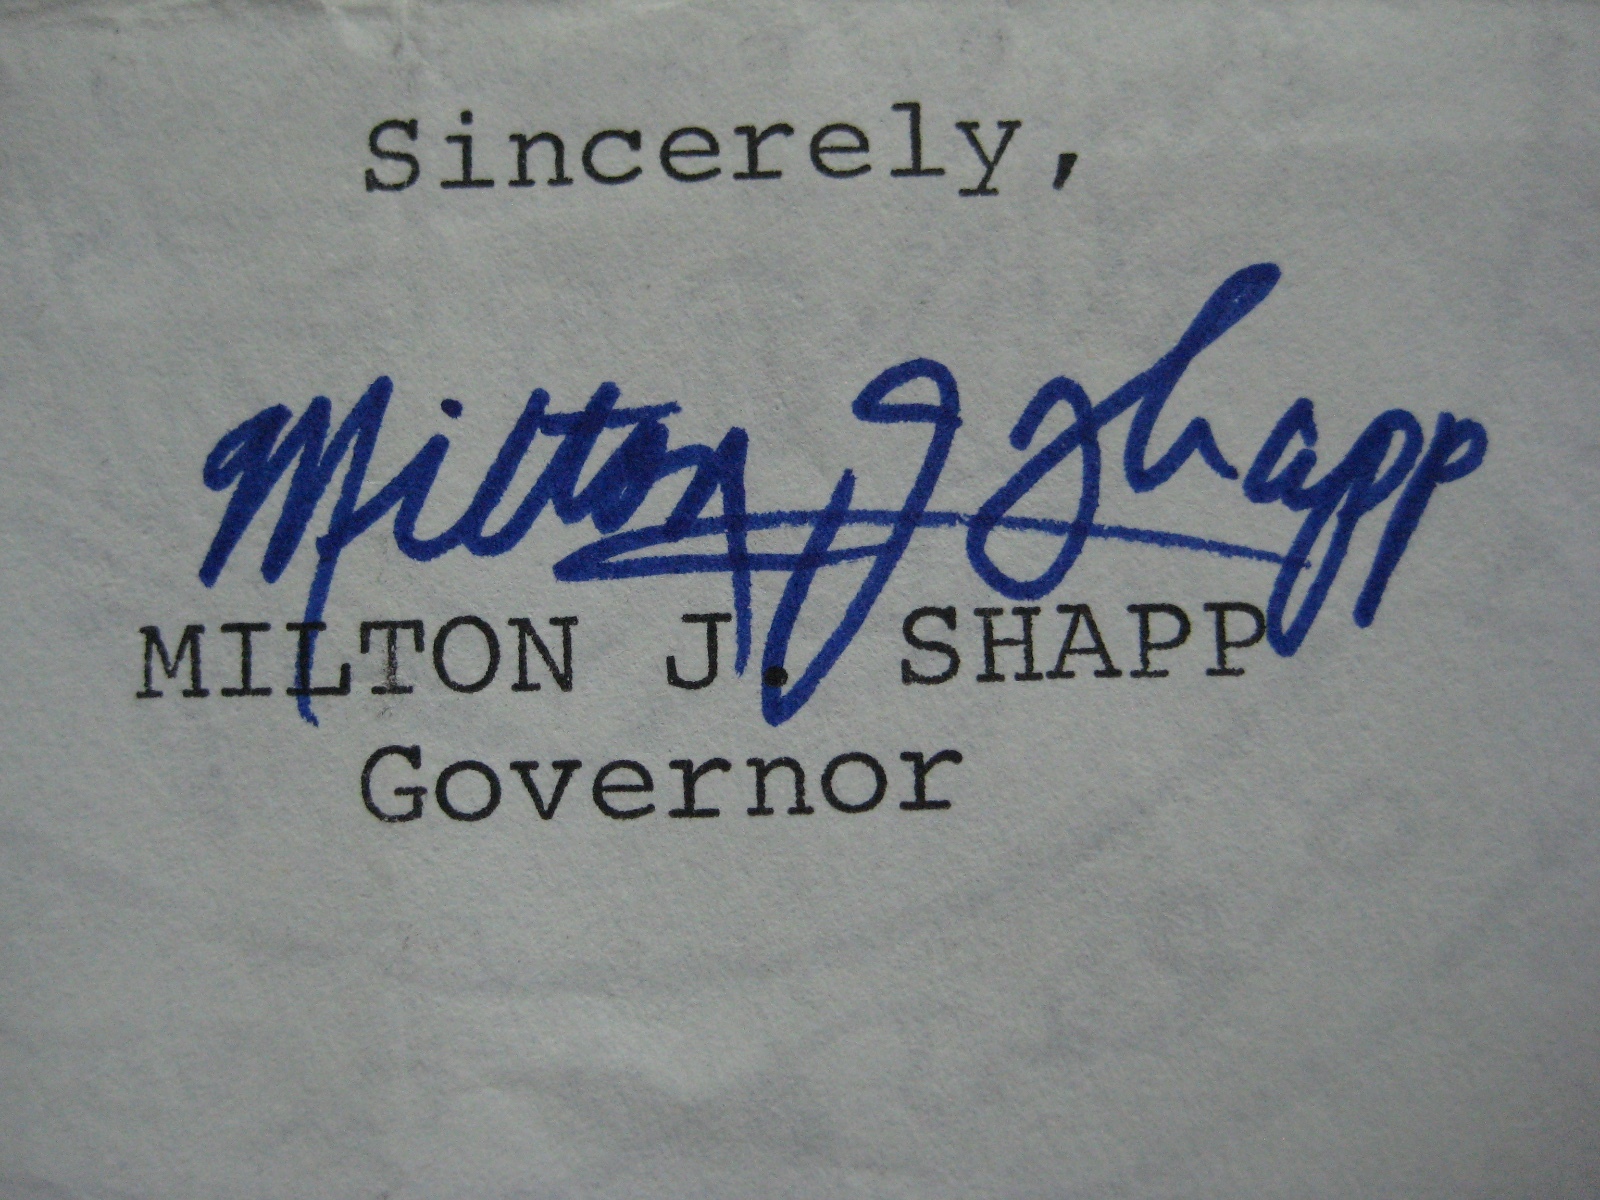 Sincerely,
Milton J Shapp
MILTON J. SHAPP
Governor